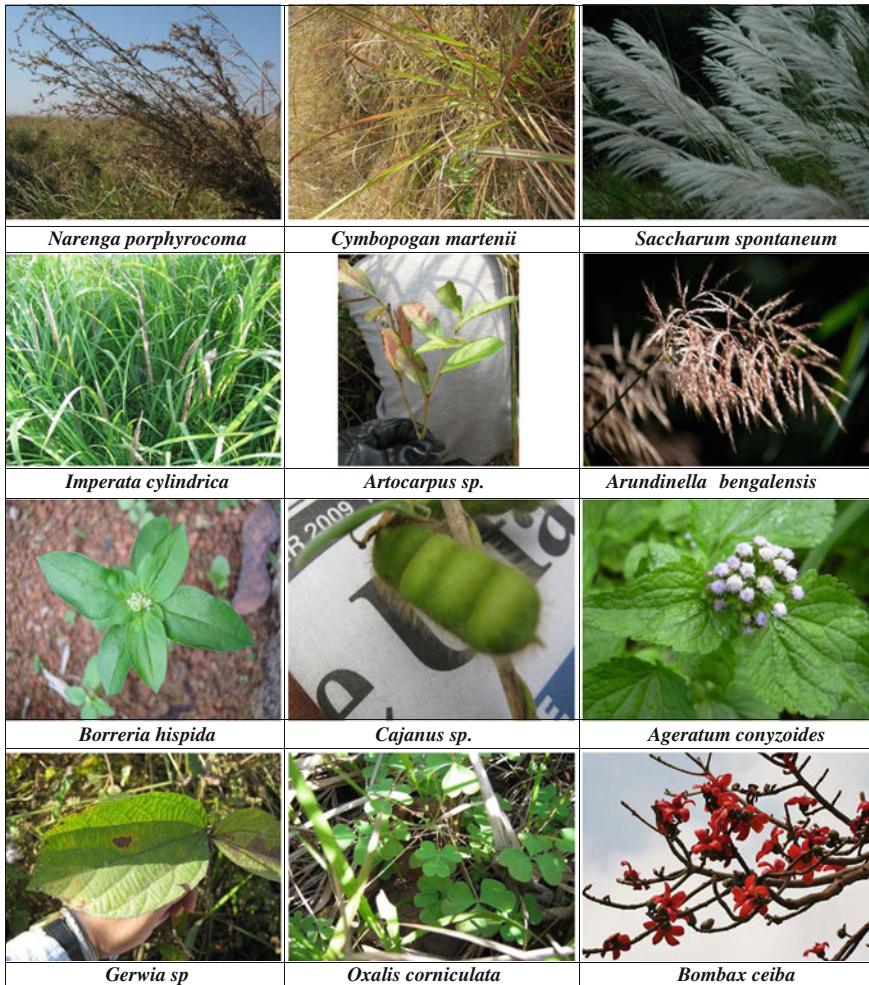 Narenga porphyrocoma
Cymbopogan martenii
Saccharum spontaneum
Imperata cylindrica
Artocarpus sp.
Arundinella bengalensis
R 2009
Borreria hispida
Cajanus sp.
Ageratum conyzoides
Gerwia sp
Oxalis corniculata
Bombax ceiba